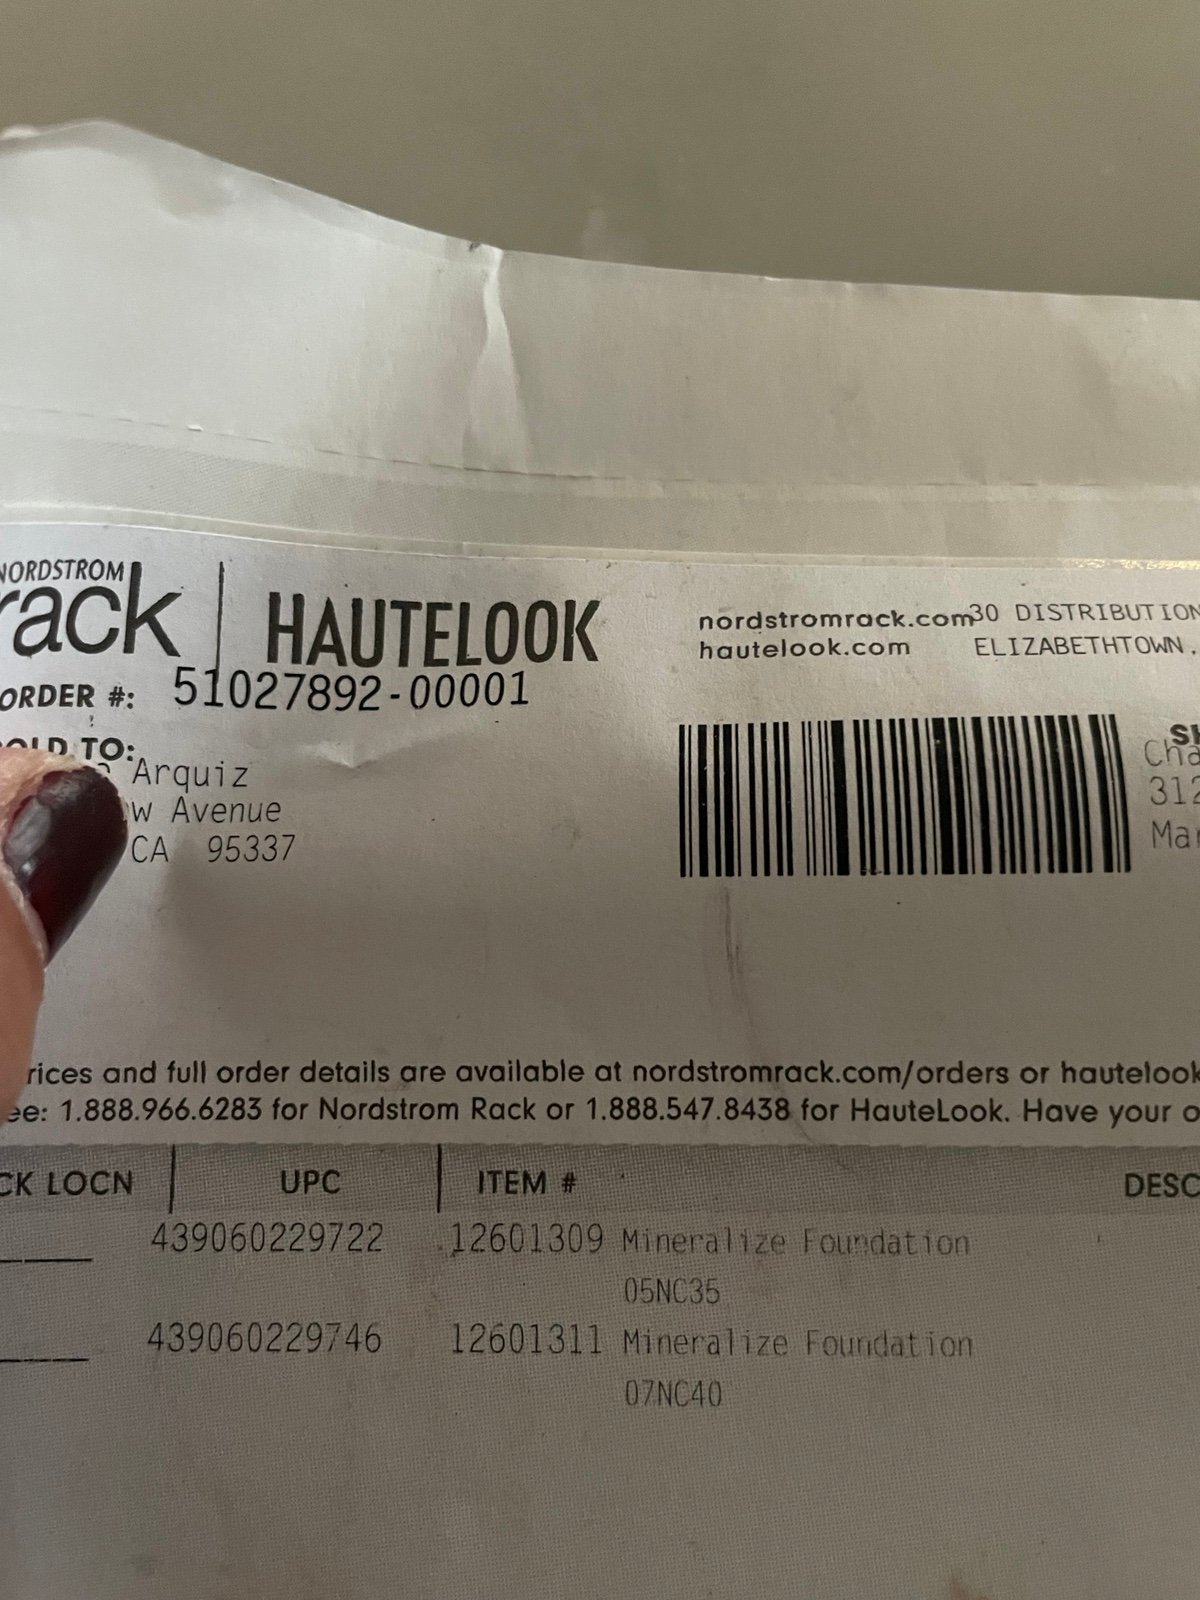 NORDSTROM
rack | HAUTELOOK
nordstromrack.com
hautelook.com
30 DISTRIBUTION
ELIZABETHTOWN,
ORDER #: 51027892-00001
TO:
Arquiz
Avenue
CA 95337
312
prices and full order details are available at nordstromrack.com/orders or hautelook
1.888.966.6283 for Nordstrom Rack or 1.888.547.8438 for HauteLook. Have your
LOCN | UPC | ITEM # DESC
439060229722 12601309 Mineralize Foundation
05NC35
439060229746 12601311 Mineralize Foundation
07NC40